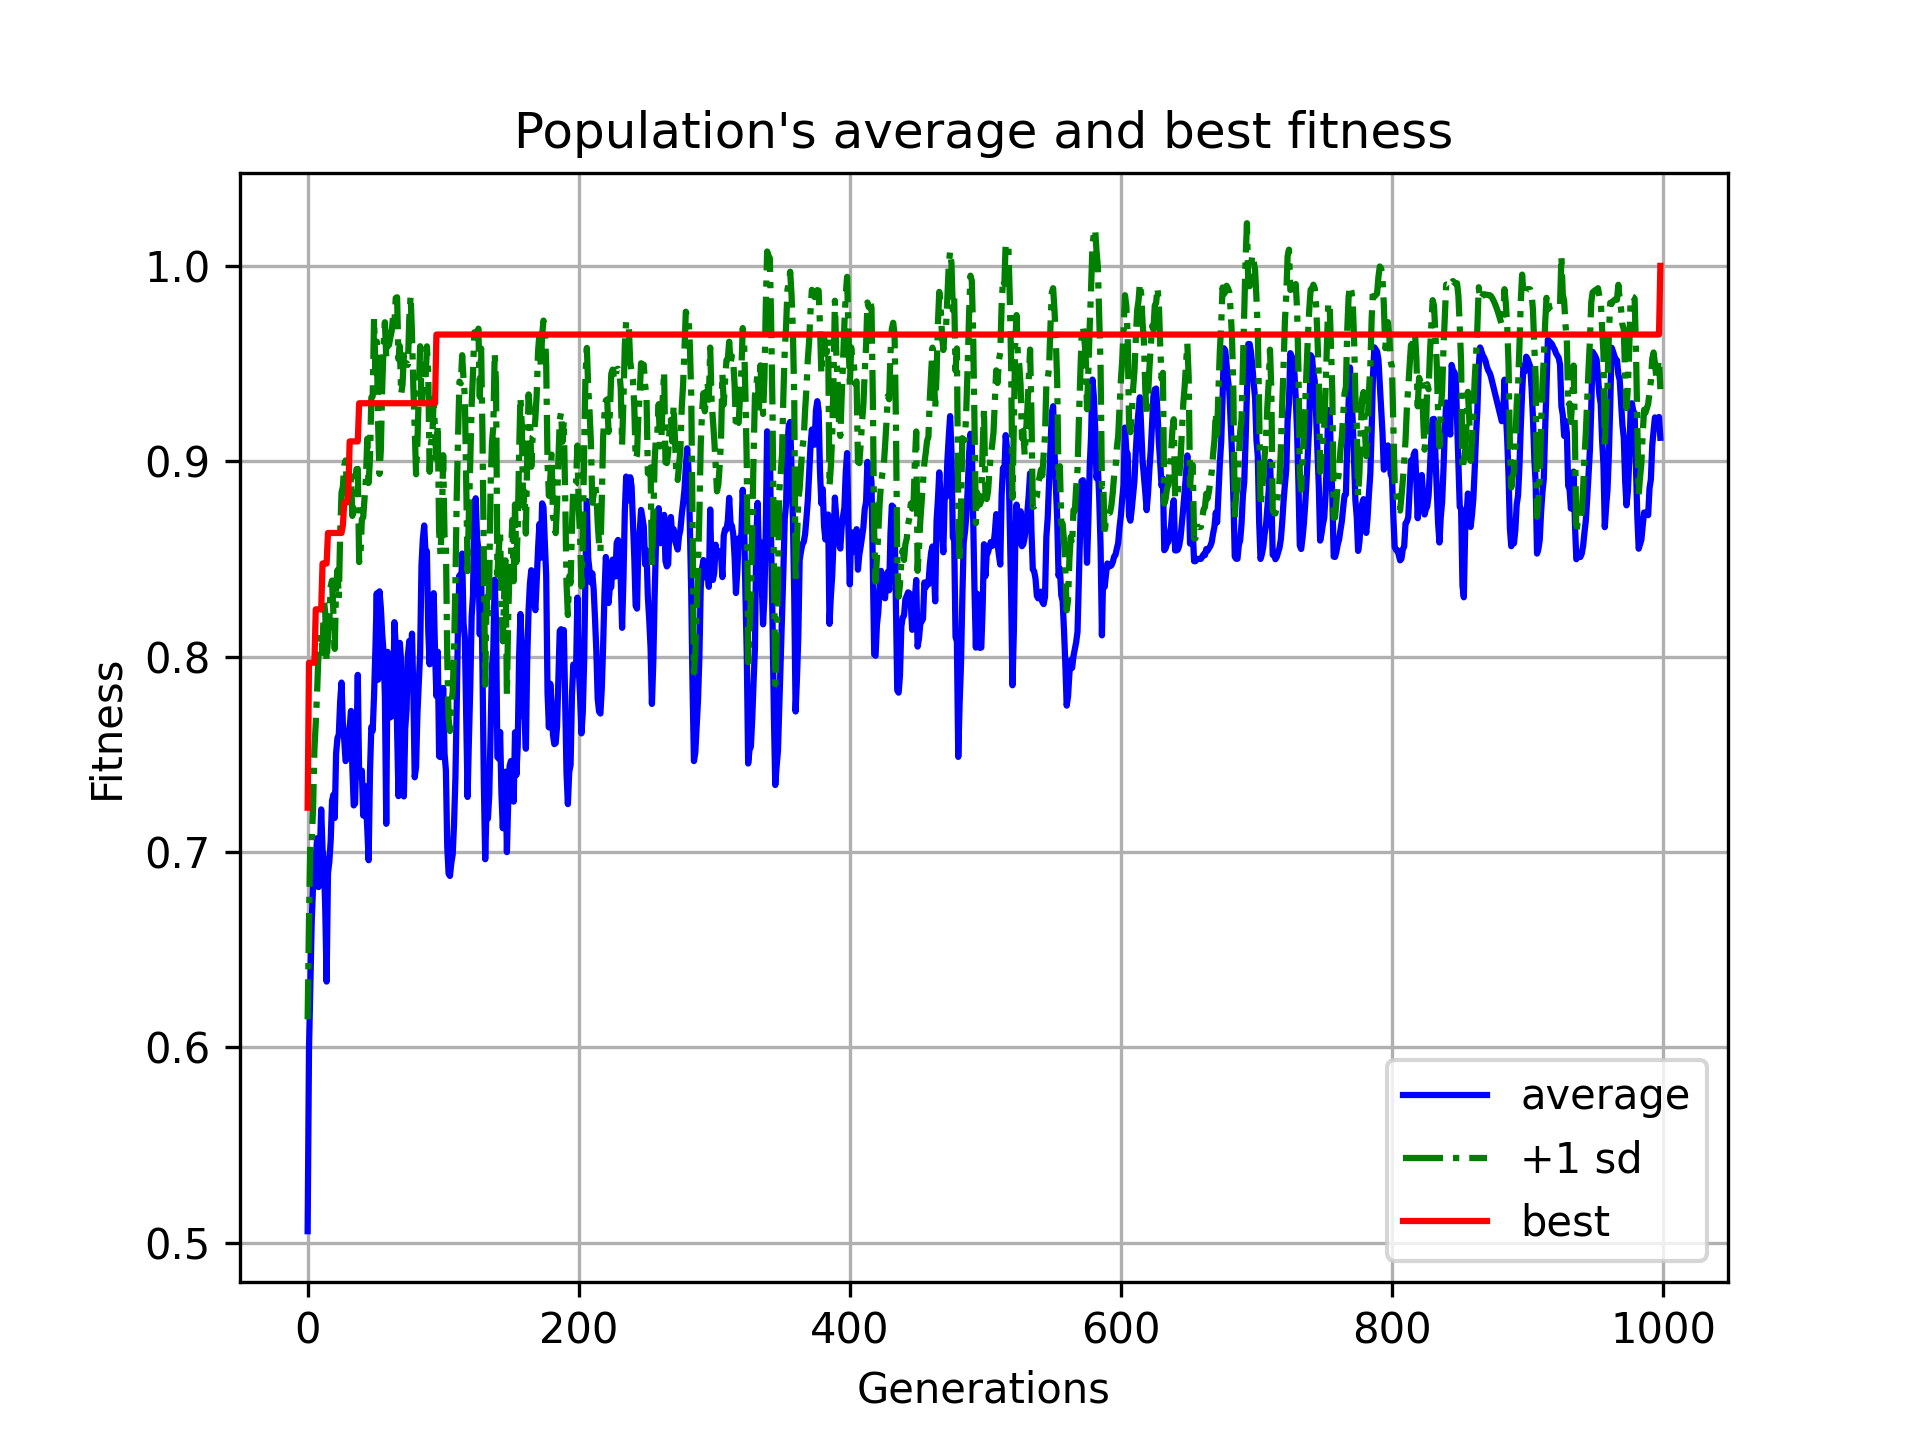 Population's average and best fitness
1.0
0.9
0.8
0.7
0.6
0.5
Fitness
0
200
400
600
800
1000
Generations
average
+1 sd
best